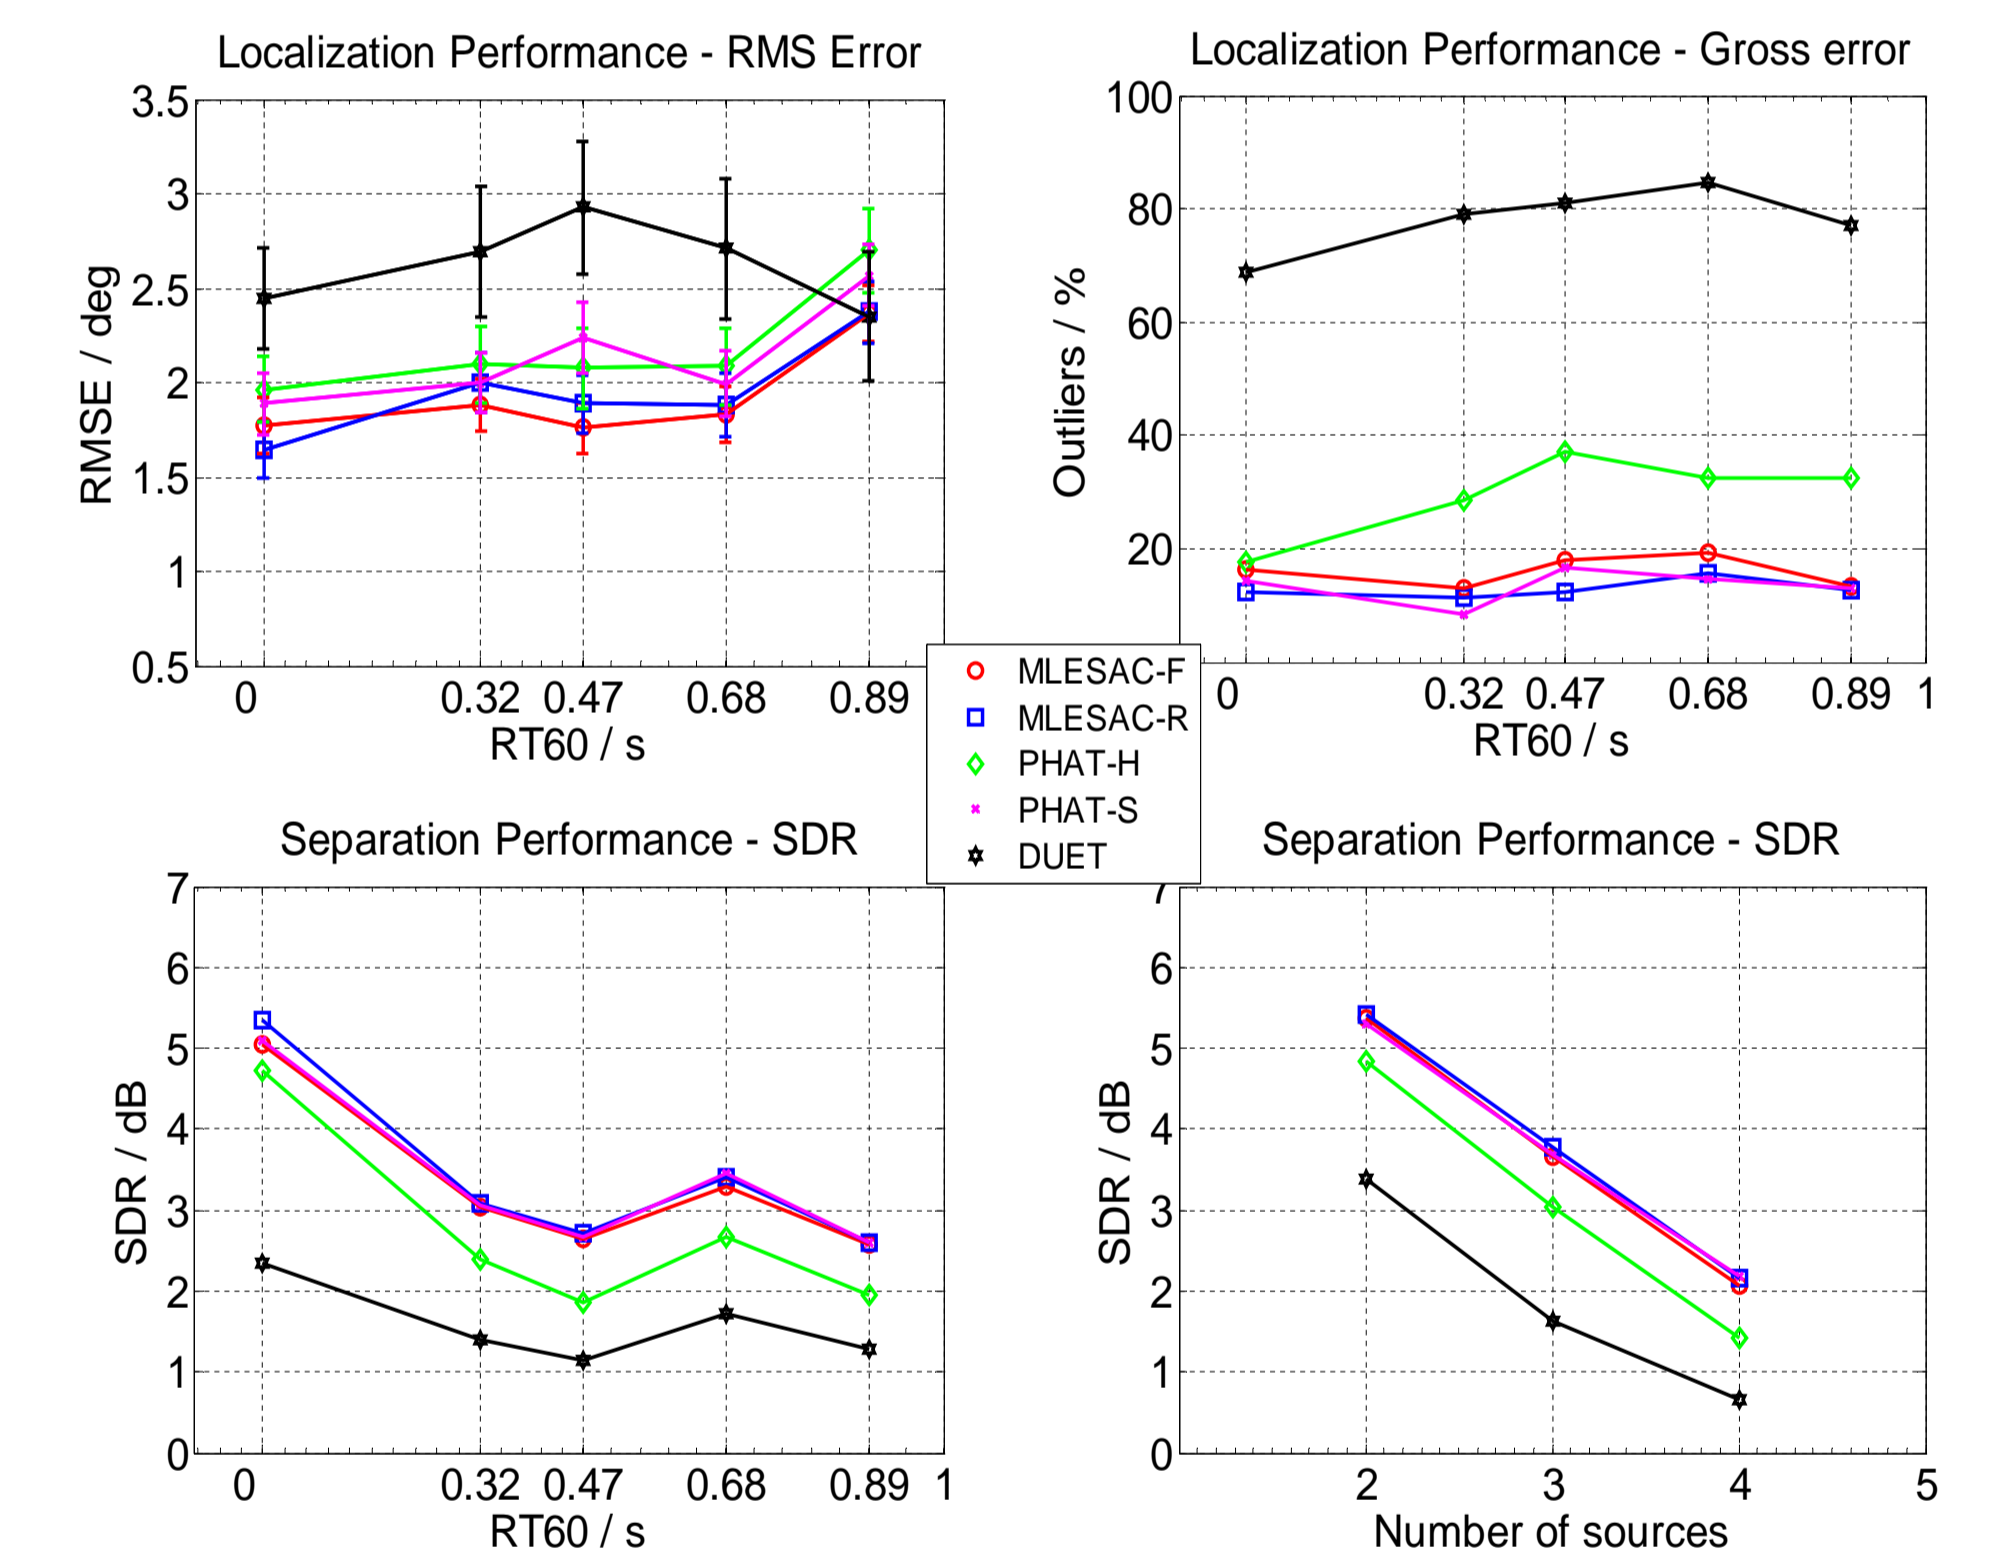 Localization Performance - RMS Error
3.5
3
2.5
2
1.5
1
0.5
RMSE / deg
0 0.32 0.47 0.68 0.89
RT60 / s
Localization Performance - Gross error
100
80
60
40
20
Outliers / %
0 0.32 0.47 0.68 0.89 1
RT60 / s
MLESAC-F
MLESAC-R
PHAT-H
PHAT-S
DUET
Separation Performance - SDR
7
6
5
4
3
2
1
0
SDR / dB
0 0.32 0.47 0.68 0.89 1
RT60 / s
Separation Performance - SDR
7
6
5
4
3
2
1
0
SDR / dB
2 3 4 5
Number of sources